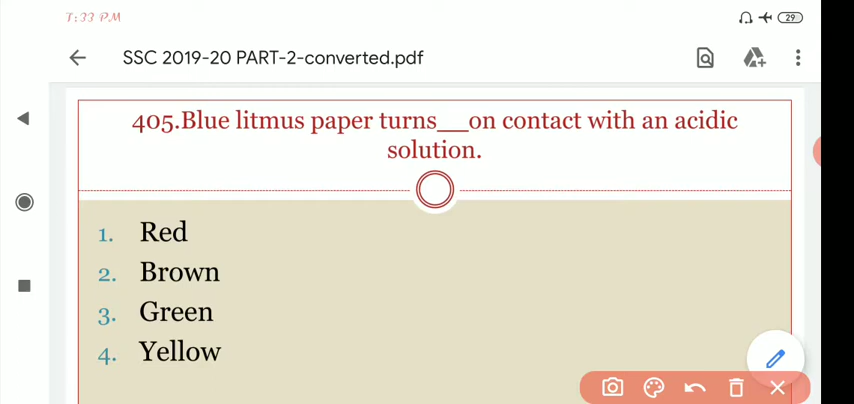 7:33 PM
29
SSC 2019-20 PART-2-converted.pdf
405.Blue litmus paper turns__on contact with an acidic
solution.
1. Red
2. Brown
3. Green
4. Yellow